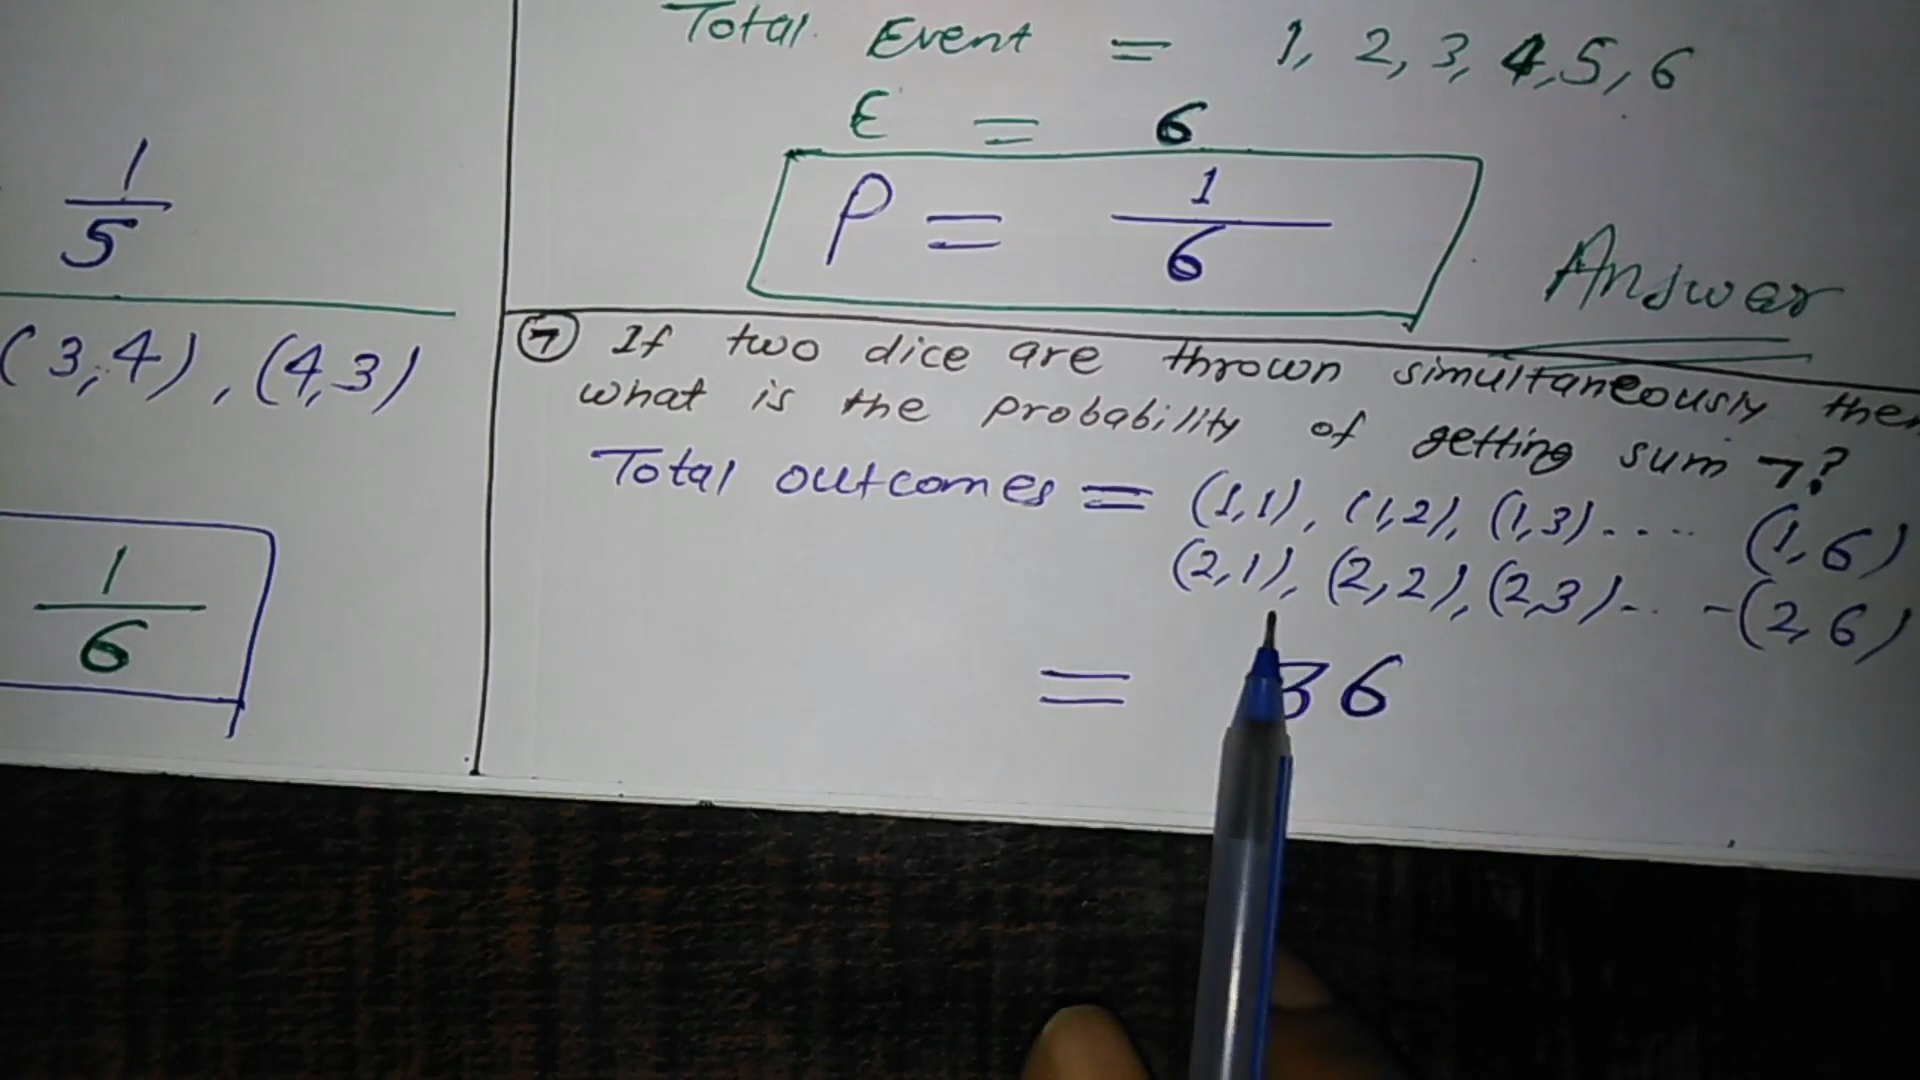 1
5
(3,4), (4,3)
1
6
Total Event = 1, 2, 3, 4, 5, 6
E = 6
P = 1
6
Answer
7 If two dice are thrown simultaneously then
what is the probability of getting sum 7?
Total outcomes = (1,1), (1,2), (1,3) .... (1,6)
(2,1), (2,2), (2,3) - .. - (2,6)
= 36